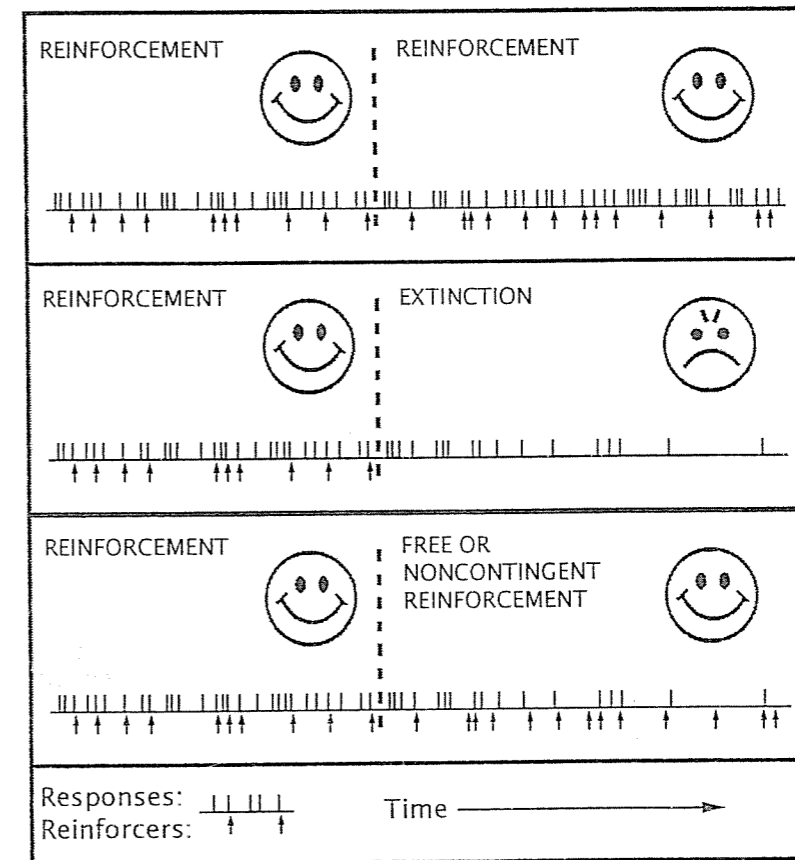 REINFORCEMENT
REINFORCEMENT
REINFORCEMENT
EXTINCTION
REINFORCEMENT
FREE OR
NONCONTINGENT
REINFORCEMENT
Responses:
Reinforcers:
Time